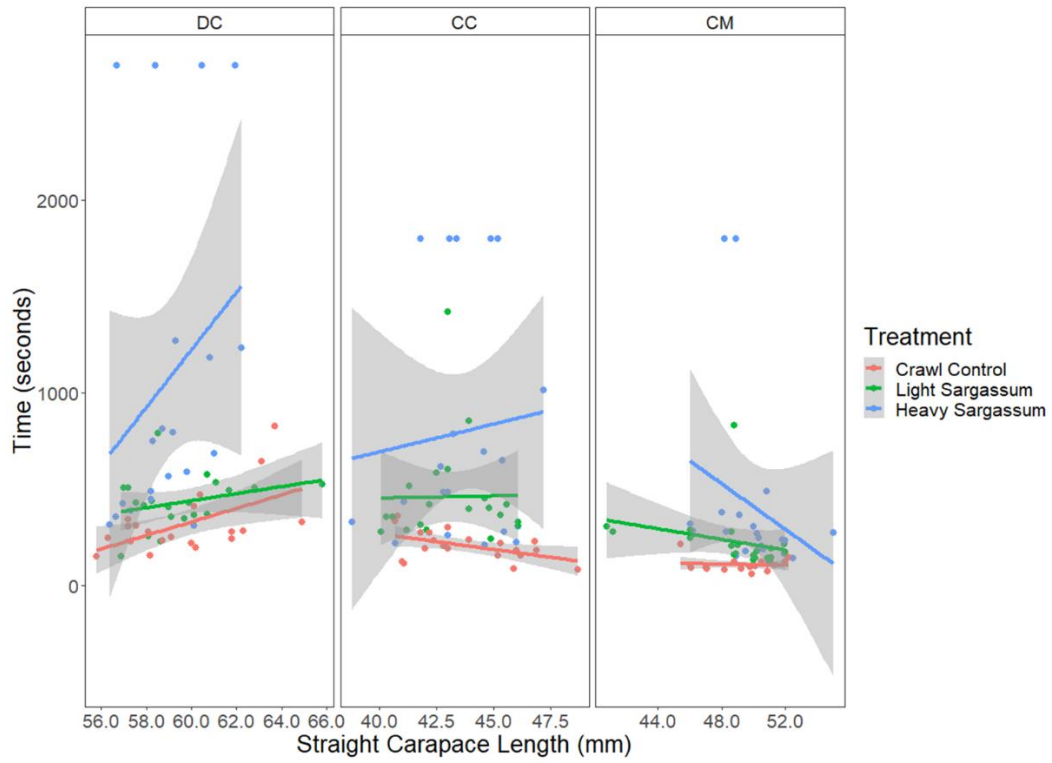 DC CC CM
2000
1000
0
Time (seconds)
56.0 58.0 60.0 62.0 64.0 66.0 40.0 42.5 45.0 47.5 44.0 48.0 52.0
Straight Carapace Length (mm)
Treatment
Crawl Control
Light Sargassum
Heavy Sargassum